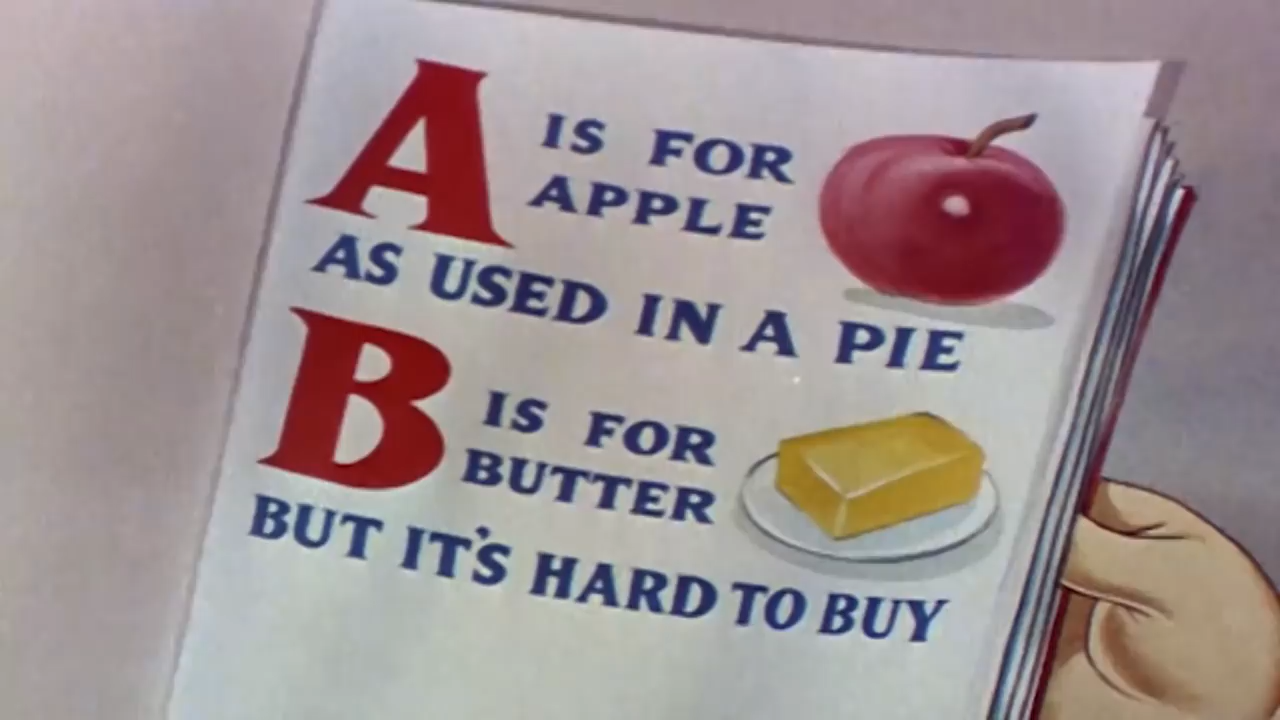 A IS FOR
APPLE
AS USED IN A PIE
B IS FOR
BUTTER
BUT IT'S HARD TO BUY